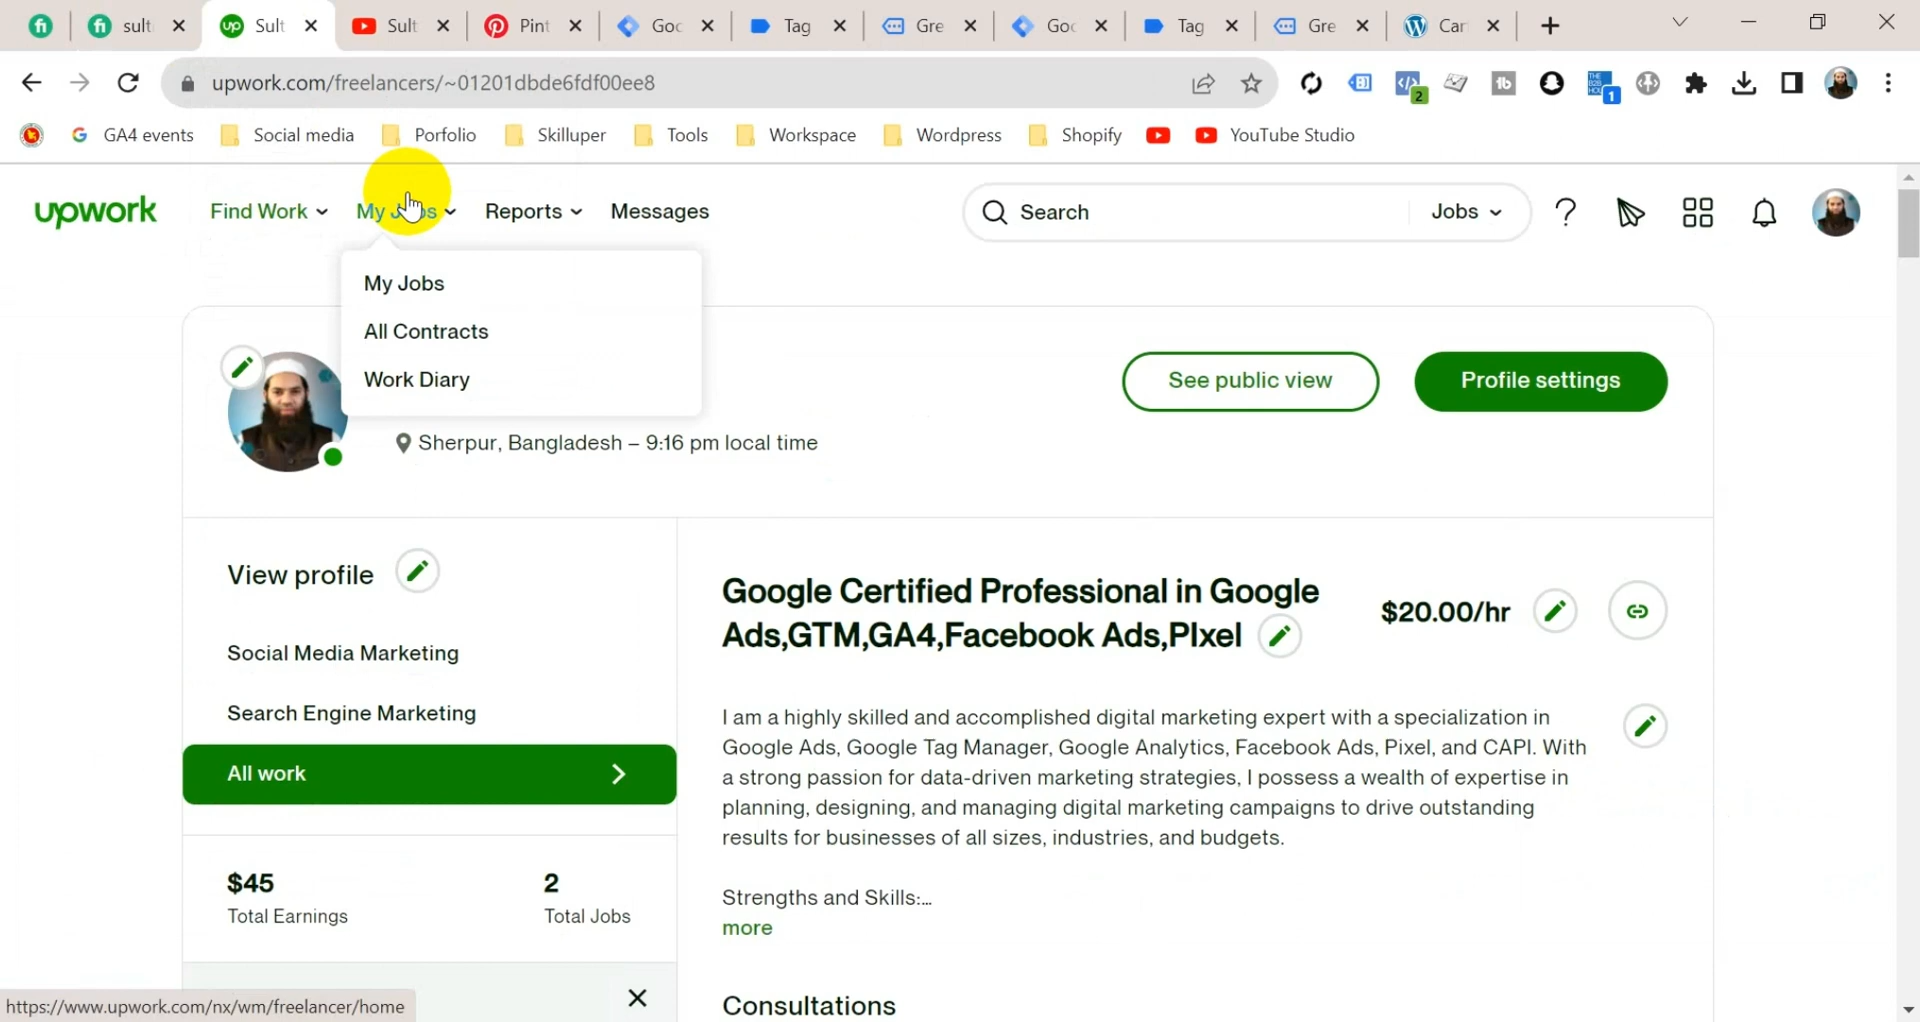 sult
Sult
Sult
Pint
Goo
Tag
Gre
Goo
Tag
Gre
Car
upwork.com/freelancers/~01201dbde6fdf00ee8
2
1
GA4 events
Social media
Porfolio
Skilluper
Tools
Workspace
Wordpress
Shopify
YouTube Studio
upwork
Find Work
My Jobs
Reports
Messages
Search
Jobs
My Jobs
All Contracts
Work Diary
See public view
Profile settings
Sherpur, Bangladesh – 9:16 pm local time
View profile
Social Media Marketing
Search Engine Marketing
All work
$45
Total Earnings
2
Total Jobs
Google Certified Professional in Google
Ads,GTM,GA4,Facebook Ads,PIxel
$20.00/hr
I am a highly skilled and accomplished digital marketing expert with a specialization in
Google Ads, Google Tag Manager, Google Analytics, Facebook Ads, Pixel, and CAPI. With
a strong passion for data-driven marketing strategies, I possess a wealth of expertise in
planning, designing, and managing digital marketing campaigns to drive outstanding
results for businesses of all sizes, industries, and budgets.
Strengths and Skills:...
more
Consultations
https://www.upwork.com/nx/wm/freelancer/home